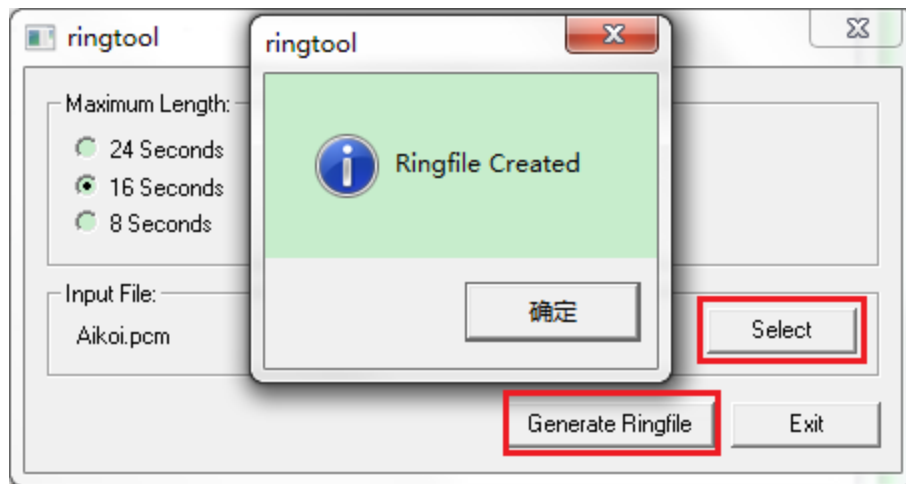 ringtool
ringtool
Maximum Length:
24 Seconds
16 Seconds
8 Seconds
Ringfile Created
确定
Input File:
Aikoi.pcm
Select
Generate Ringfile
Exit